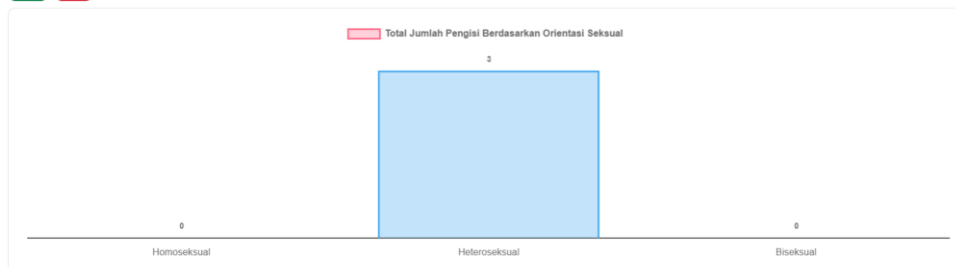 Total Jumlah Pengisi Berdasarkan Orientasi Seksual
3
0
0
Homoseksual
Heteroseksual
Biseksual